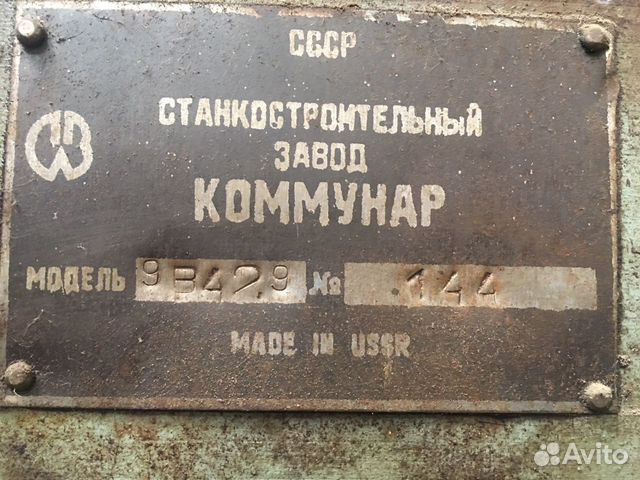 СССР
СТАНКОСТРОИТЕЛЬНЫЙ
ЗАВОД
КОММУНАР
МОДЕЛЬ 9В429 № 144
MADE IN USSR
Avito